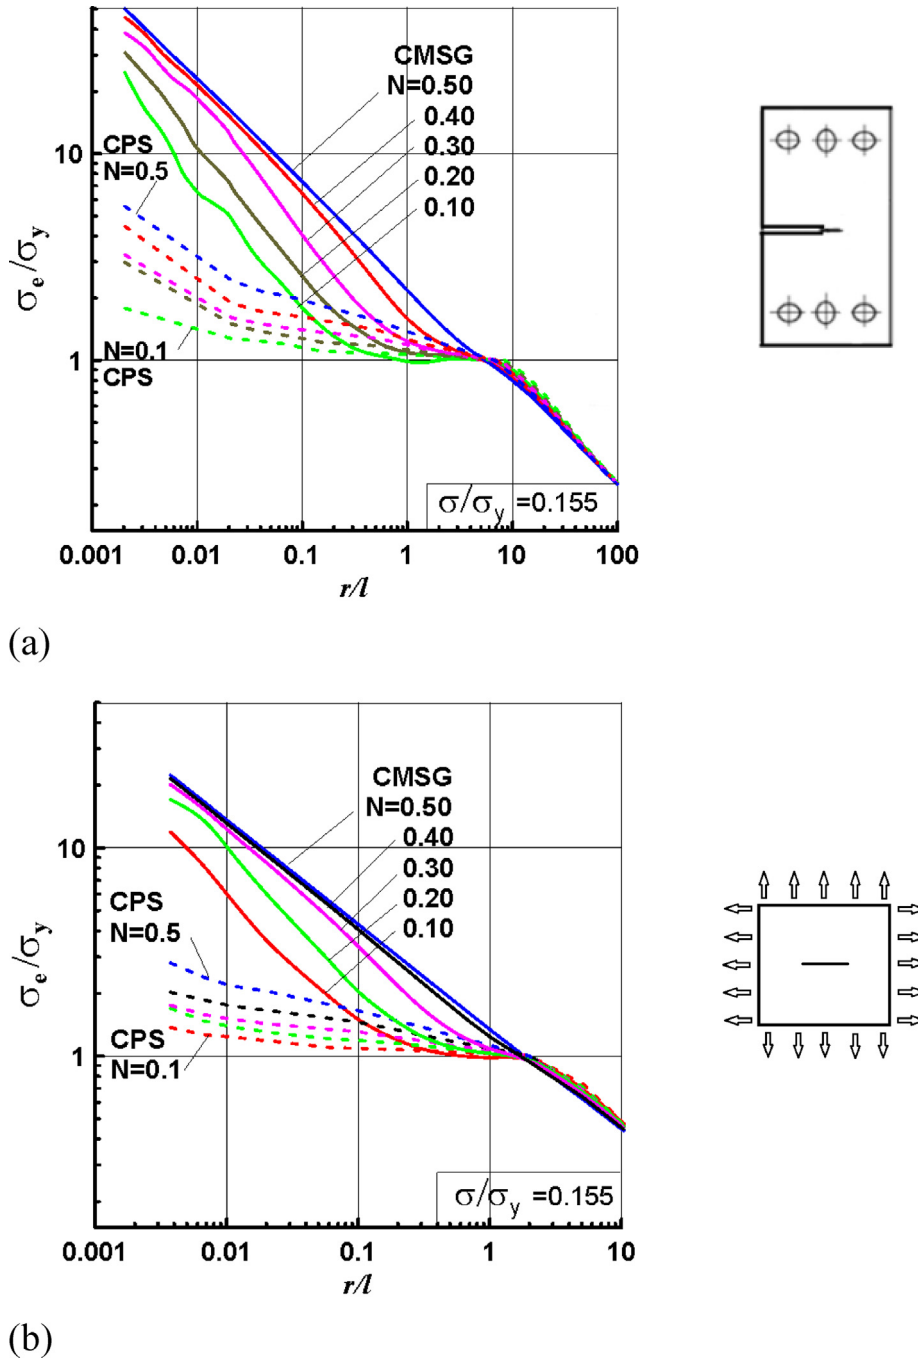 CMSG
N=0.50
0.40
0.30
0.20
0.10
10
CPS
N=0.5
σe/σy
1
N=0.1
CPS
σ/σy =0.155
0.001 0.01 0.1 1 10 100
r/l
(a)
CMSG
N=0.50
0.40
0.30
0.20
0.10
10
CPS
N=0.5
σe/σy
CPS
N=0.1
1
σ/σy =0.155
0.001 0.01 0.1 1 10
r/l
(b)